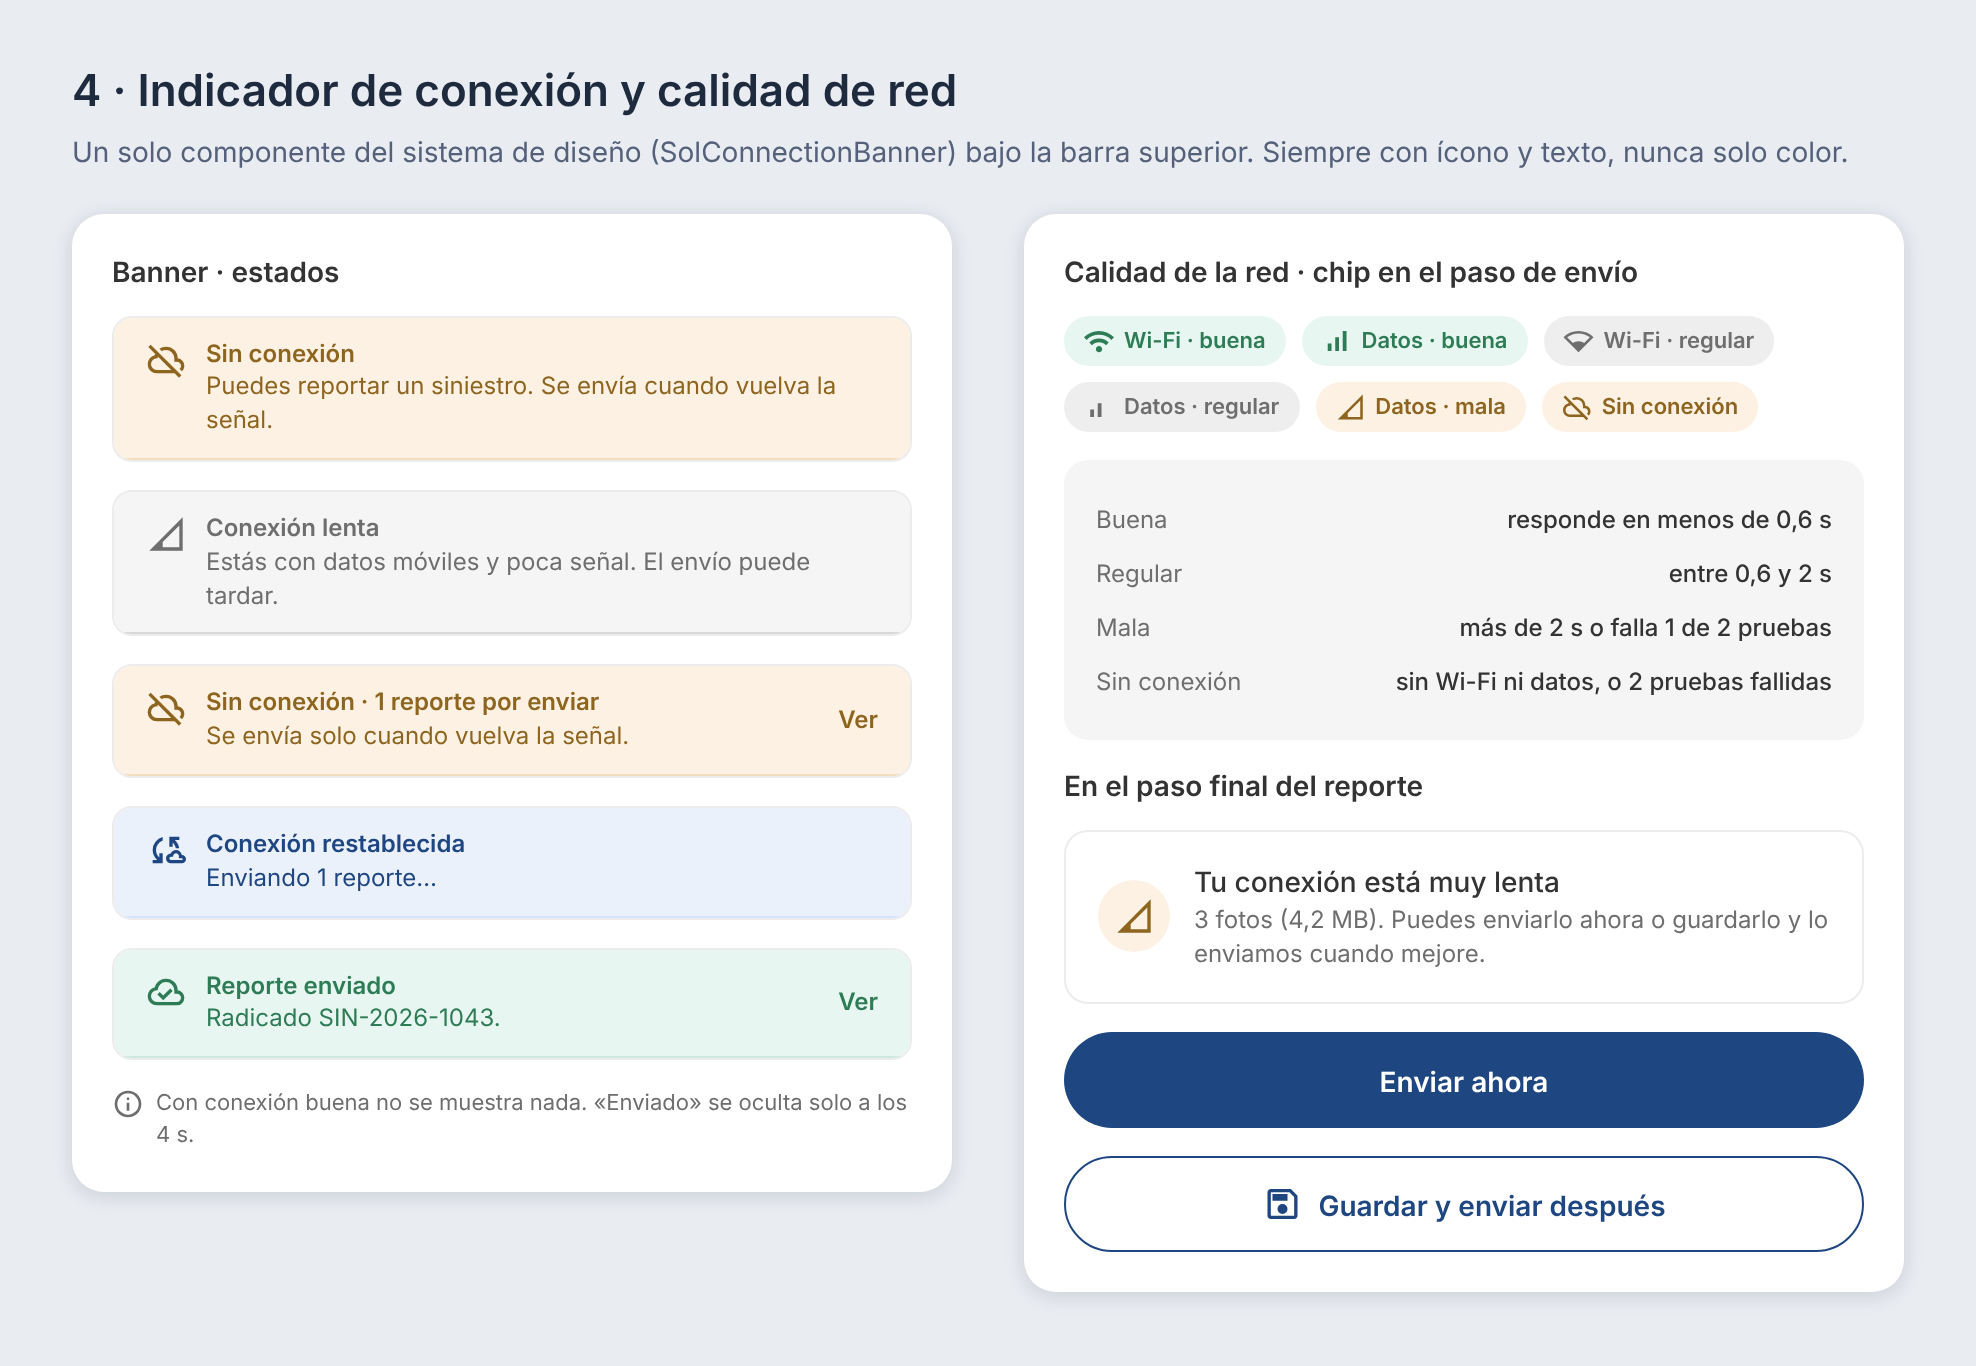 4 · Indicador de conexión y calidad de red
Un solo componente del sistema de diseño (SolConnectionBanner) bajo la barra superior. Siempre con ícono y texto, nunca solo color.
Banner · estados
Sin conexión
Puedes reportar un siniestro. Se envía cuando vuelva la
señal.
Conexión lenta
Estás con datos móviles y poca señal. El envío puede
tardar.
Sin conexión · 1 reporte por enviar
Se envía solo cuando vuelva la señal.
Ver
Conexión restablecida
Enviando 1 reporte...
Reporte enviado
Radicado SIN-2026-1043.
Ver
Con conexión buena no se muestra nada. «Enviado» se oculta solo a los
4 s.
Calidad de la red · chip en el paso de envío
Wi-Fi · buena
Datos · buena
Wi-Fi · regular
Datos · regular
Datos · mala
Sin conexión
Buena responde en menos de 0,6 s
Regular entre 0,6 y 2 s
Mala más de 2 s o falla 1 de 2 pruebas
Sin conexión sin Wi-Fi ni datos, o 2 pruebas fallidas
En el paso final del reporte
Tu conexión está muy lenta
3 fotos (4,2 MB). Puedes enviarlo ahora o guardarlo y lo
enviamos cuando mejore.
Enviar ahora
Guardar y enviar después